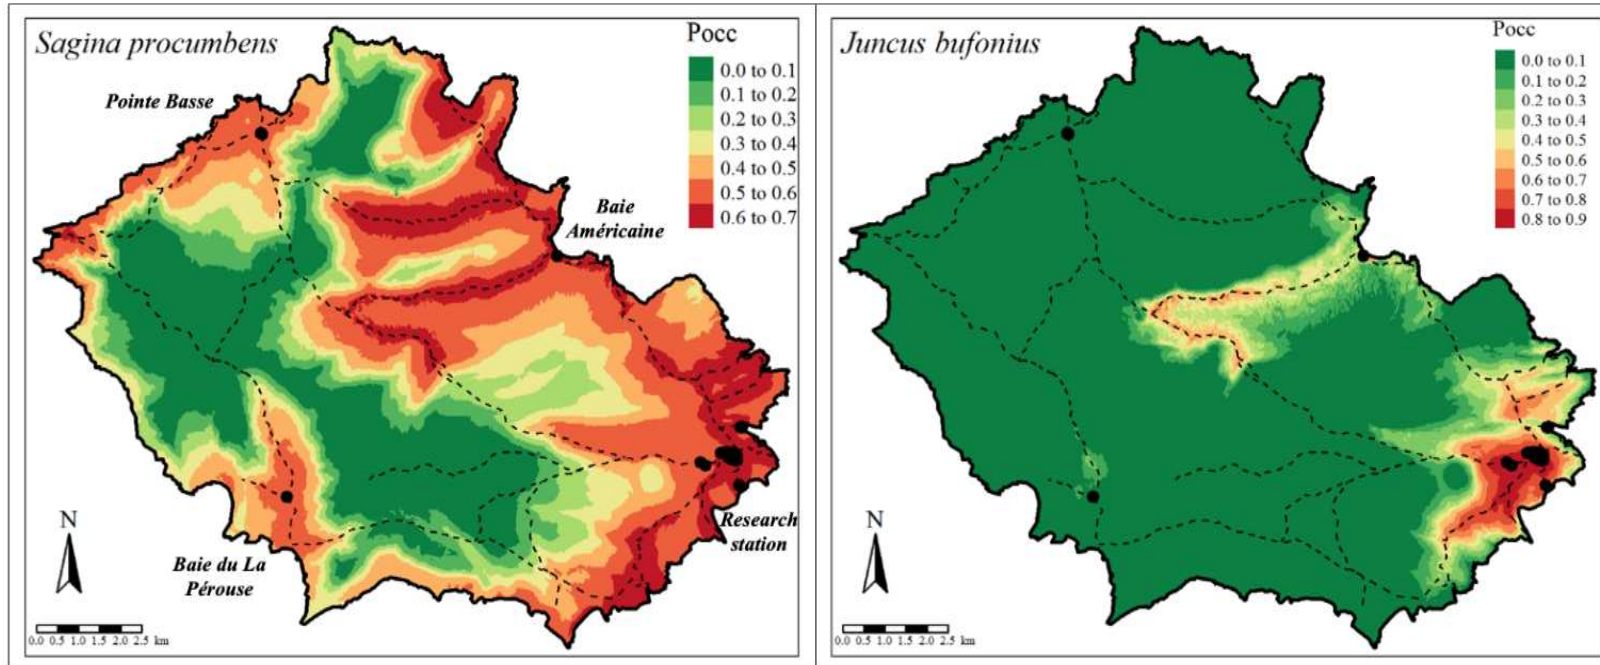 Sagina procumbens
Pocc
0.0 to 0.1
0.1 to 0.2
0.2 to 0.3
0.3 to 0.4
0.4 to 0.5
0.5 to 0.6
0.6 to 0.7
Pointe Basse
Baie
Américaine
Research
station
Baie du La
Pérouse
N
0.0 0.5 1.0 1.5 2.0 2.5 km
Juncus bufonius
Pocc
0.0 to 0.1
0.1 to 0.2
0.2 to 0.3
0.3 to 0.4
0.4 to 0.5
0.5 to 0.6
0.6 to 0.7
0.7 to 0.8
0.8 to 0.9
N
0.0 0.5 1.0 1.5 2.0 2.5 km